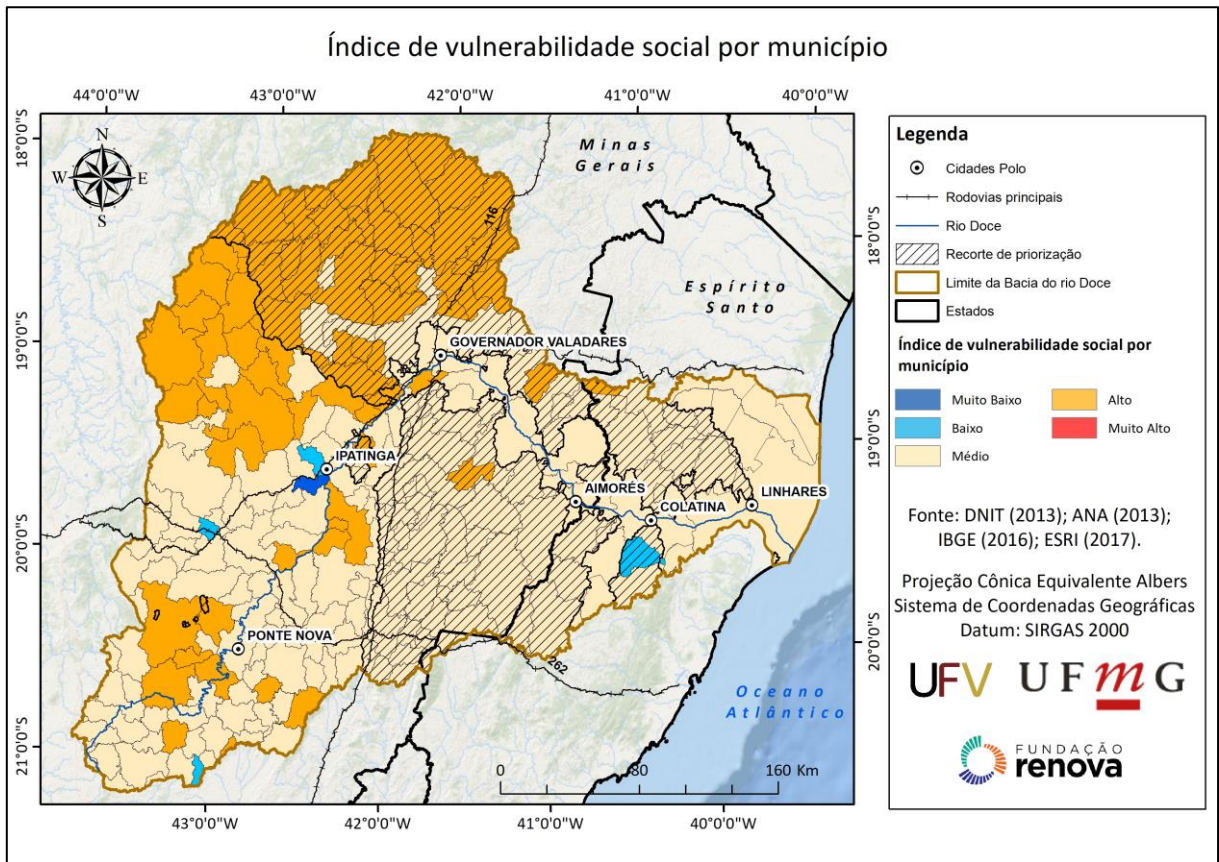 Índice de vulnerabilidade social por município
44°0'0"W
43°0'0"W
42°0'0"W
41°0'0"W
40°0'0"W
18°0'0"S
19°0'0"S
20°0'0"S
21°0'0"S
N
W
E
S
Minas
Gerais
116
Espírito
Santo
GOVERNADOR VALADARES
IPATINGA
AIMORÉS
COLATINA
LINHARES
PONTE NOVA
262
Oceano
Atlântico
0 80 160 Km
18°0'0"S
19°0'0"S
20°0'0"S
43°0'0"W
42°0'0"W
41°0'0"W
40°0'0"W
Legenda
Cidades Polo
Rodovias principais
Rio Doce
Recorte de priorização
Limite da Bacia do rio Doce
Estados
Índice de vulnerabilidade social por
município
Muito Baixo
Alto
Baixo
Muito Alto
Médio
Fonte: DNIT (2013); ANA (2013);
IBGE (2016); ESRI (2017).
Projeção Cônica Equivalente Albers
Sistema de Coordenadas Geográficas
Datum: SIRGAS 2000
UFV
UFmG
FUNDAÇÃO
renova